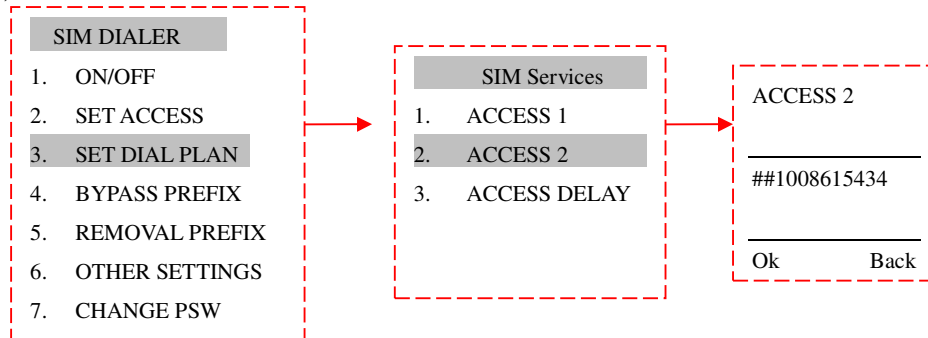 SIM DIALER
1. ON/OFF
2. SET ACCESS
3. SET DIAL PLAN
4. BYPASS PREFIX
5. REMOVAL PREFIX
6. OTHER SETTINGS
7. CHANGE PSW
SIM Services
1. ACCESS 1
2. ACCESS 2
3. ACCESS DELAY
ACCESS 2
##1008615434
Ok Back